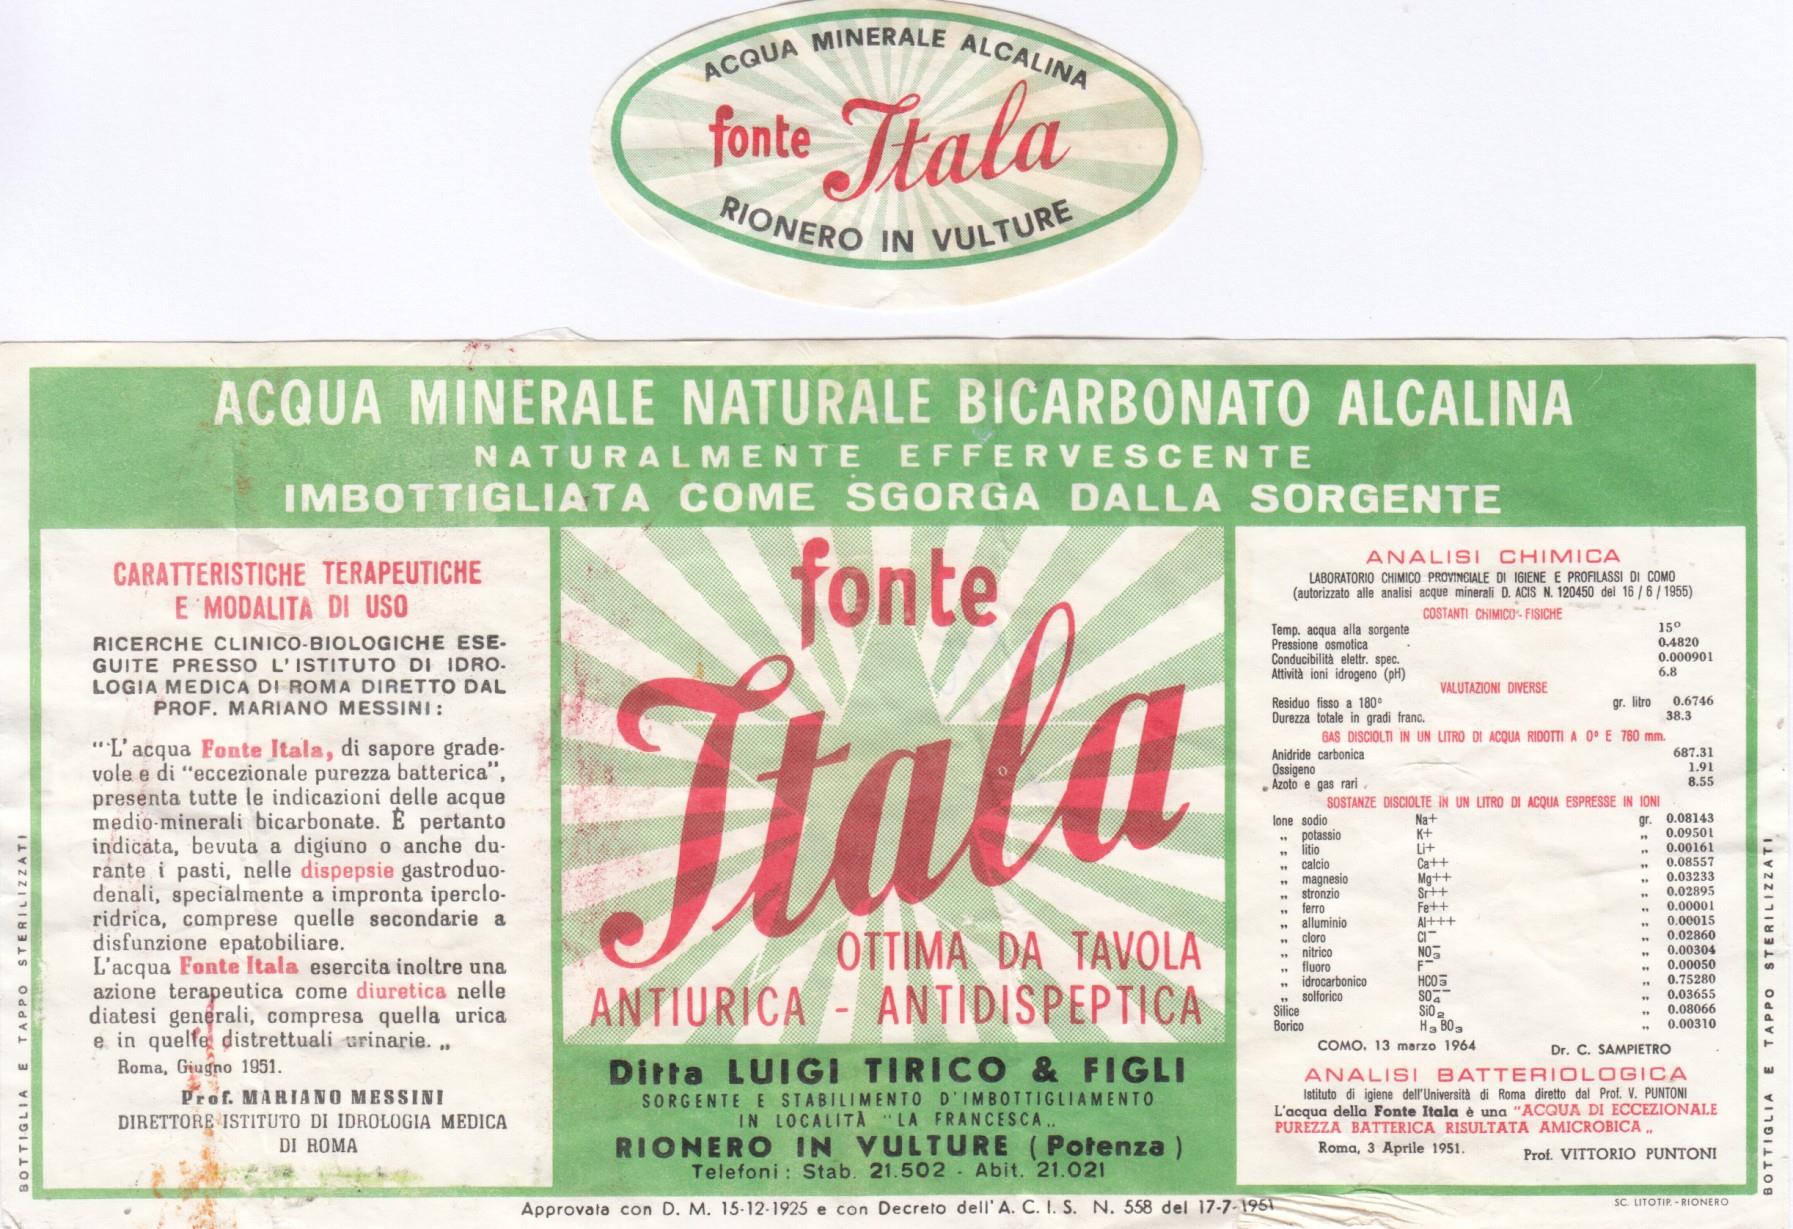 ACQUA MINERALE ALCALINA
fonte Itala
RIONERO IN VULTURE
ACQUA MINERALE NATURALE BICARBONATO ALCALINA
NATURALMENTE EFFERVESCENTE
IMBOTTIGLIATA COME SGORGA DALLA SORGENTE
BOTTIGLIA E TAPPO STERILIZZATI
CARATTERISTICHE TERAPEUTICHE
E MODALITA DI USO
RICERCHE CLINICO-BIOLOGICHE ESE-
GUITE PRESSO L'ISTITUTO DI IDRO-
LOGIA MEDICA DI ROMA DIRETTO DAL
PROF. MARIANO MESSINI:
"L'acqua Fonte Itala, di sapore grade-
vole e di "eccezionale purezza batterica",
presenta tutte le indicazioni delle acque
medio-minerali bicarbonate. È pertanto
indicata, bevuta a digiuno o anche du-
rante i pasti, nelle dispepsie gastroduo-
denali, specialmente a impronta iperclo-
ridrica, comprese quelle secondarie a
disfunzione epatobiliare.
L'acqua Fonte Itala esercita inoltre una
azione terapeutica come diuretica nelle
diatesi generali, compresa quella urica
e in quelle distrettuali urinarie. „
Roma, Giugno 1951.
Prof. MARIANO MESSINI
DIRETTORE ISTITUTO DI IDROLOGIA MEDICA
DI ROMA
fonte
Itala
OTTIMA DA TAVOLA
ANTIURICA - ANTIDISPEPTICA
Ditta LUIGI TIRICO & FIGLI
SORGENTE E STABILIMENTO D'IMBOTTIGLIAMENTO
IN LOCALITÀ "LA FRANCESCA„
RIONERO IN VULTURE (Potenza)
Telefoni: Stab. 21.502 - Abit. 21.021
ANALISI CHIMICA
LABORATORIO CHIMICO PROVINCIALE DI IGIENE E PROFILASSI DI COMO
(autorizzato alle analisi acque minerali D. ACIS N. 120450 del 16/6/1955)
COSTANTI CHIMICO-FISICHE
Temp. acqua alla sorgente 15°
Pressione osmotica 0.4820
Conducibilità elettr. spec. 0.000901
Attività ioni idrogeno (pH) 6.8
VALUTAZIONI DIVERSE
Residuo fisso a 180° gr. litro 0.6746
Durezza totale in gradi franc. 38.3
GAS DISCIOLTI IN UN LITRO DI ACQUA RIDOTTI A 0° E 760 mm.
Anidride carbonica 687.31
Ossigeno 1.91
Azoto e gas rari 8.55
SOSTANZE DISCIOLTE IN UN LITRO DI ACQUA ESPRESSE IN IONI
Ione sodio Na+ gr. 0.08143
„ potassio K+ „ 0.09501
„ litio Li+ „ 0.00161
„ calcio Ca++ „ 0.08557
„ magnesio Mg++ „ 0.03233
„ stronzio Sr++ „ 0.02895
„ ferro Fe++ „ 0.00001
„ alluminio Al+++ „ 0.00015
„ cloro Cl- „ 0.02860
„ nitrico NO3- „ 0.00304
„ fluoro F- „ 0.00050
„ idrocarbonico HCO3- „ 0.75280
„ solforico SO4-- „ 0.03655
Silice SiO2 „ 0.08066
Borico H3BO3 „ 0.00310
COMO, 13 marzo 1964 Dr. C. SAMPIETRO
ANALISI BATTERIOLOGICA
Istituto di igiene dell'Università di Roma diretto dal Prof. V. PUNTONI
L'acqua della Fonte Itala è una "ACQUA DI ECCEZIONALE
PUREZZA BATTERICA RISULTATA AMICROBICA„
Roma, 3 Aprile 1951. Prof. VITTORIO PUNTONI
BOTTIGLIA E TAPPO STERILIZZATI
Approvata con D. M. 15-12-1925 e con Decreto dell'A. C. I. S. N. 558 del 17-7-1951
SC. LITOTIP. - RIONERO